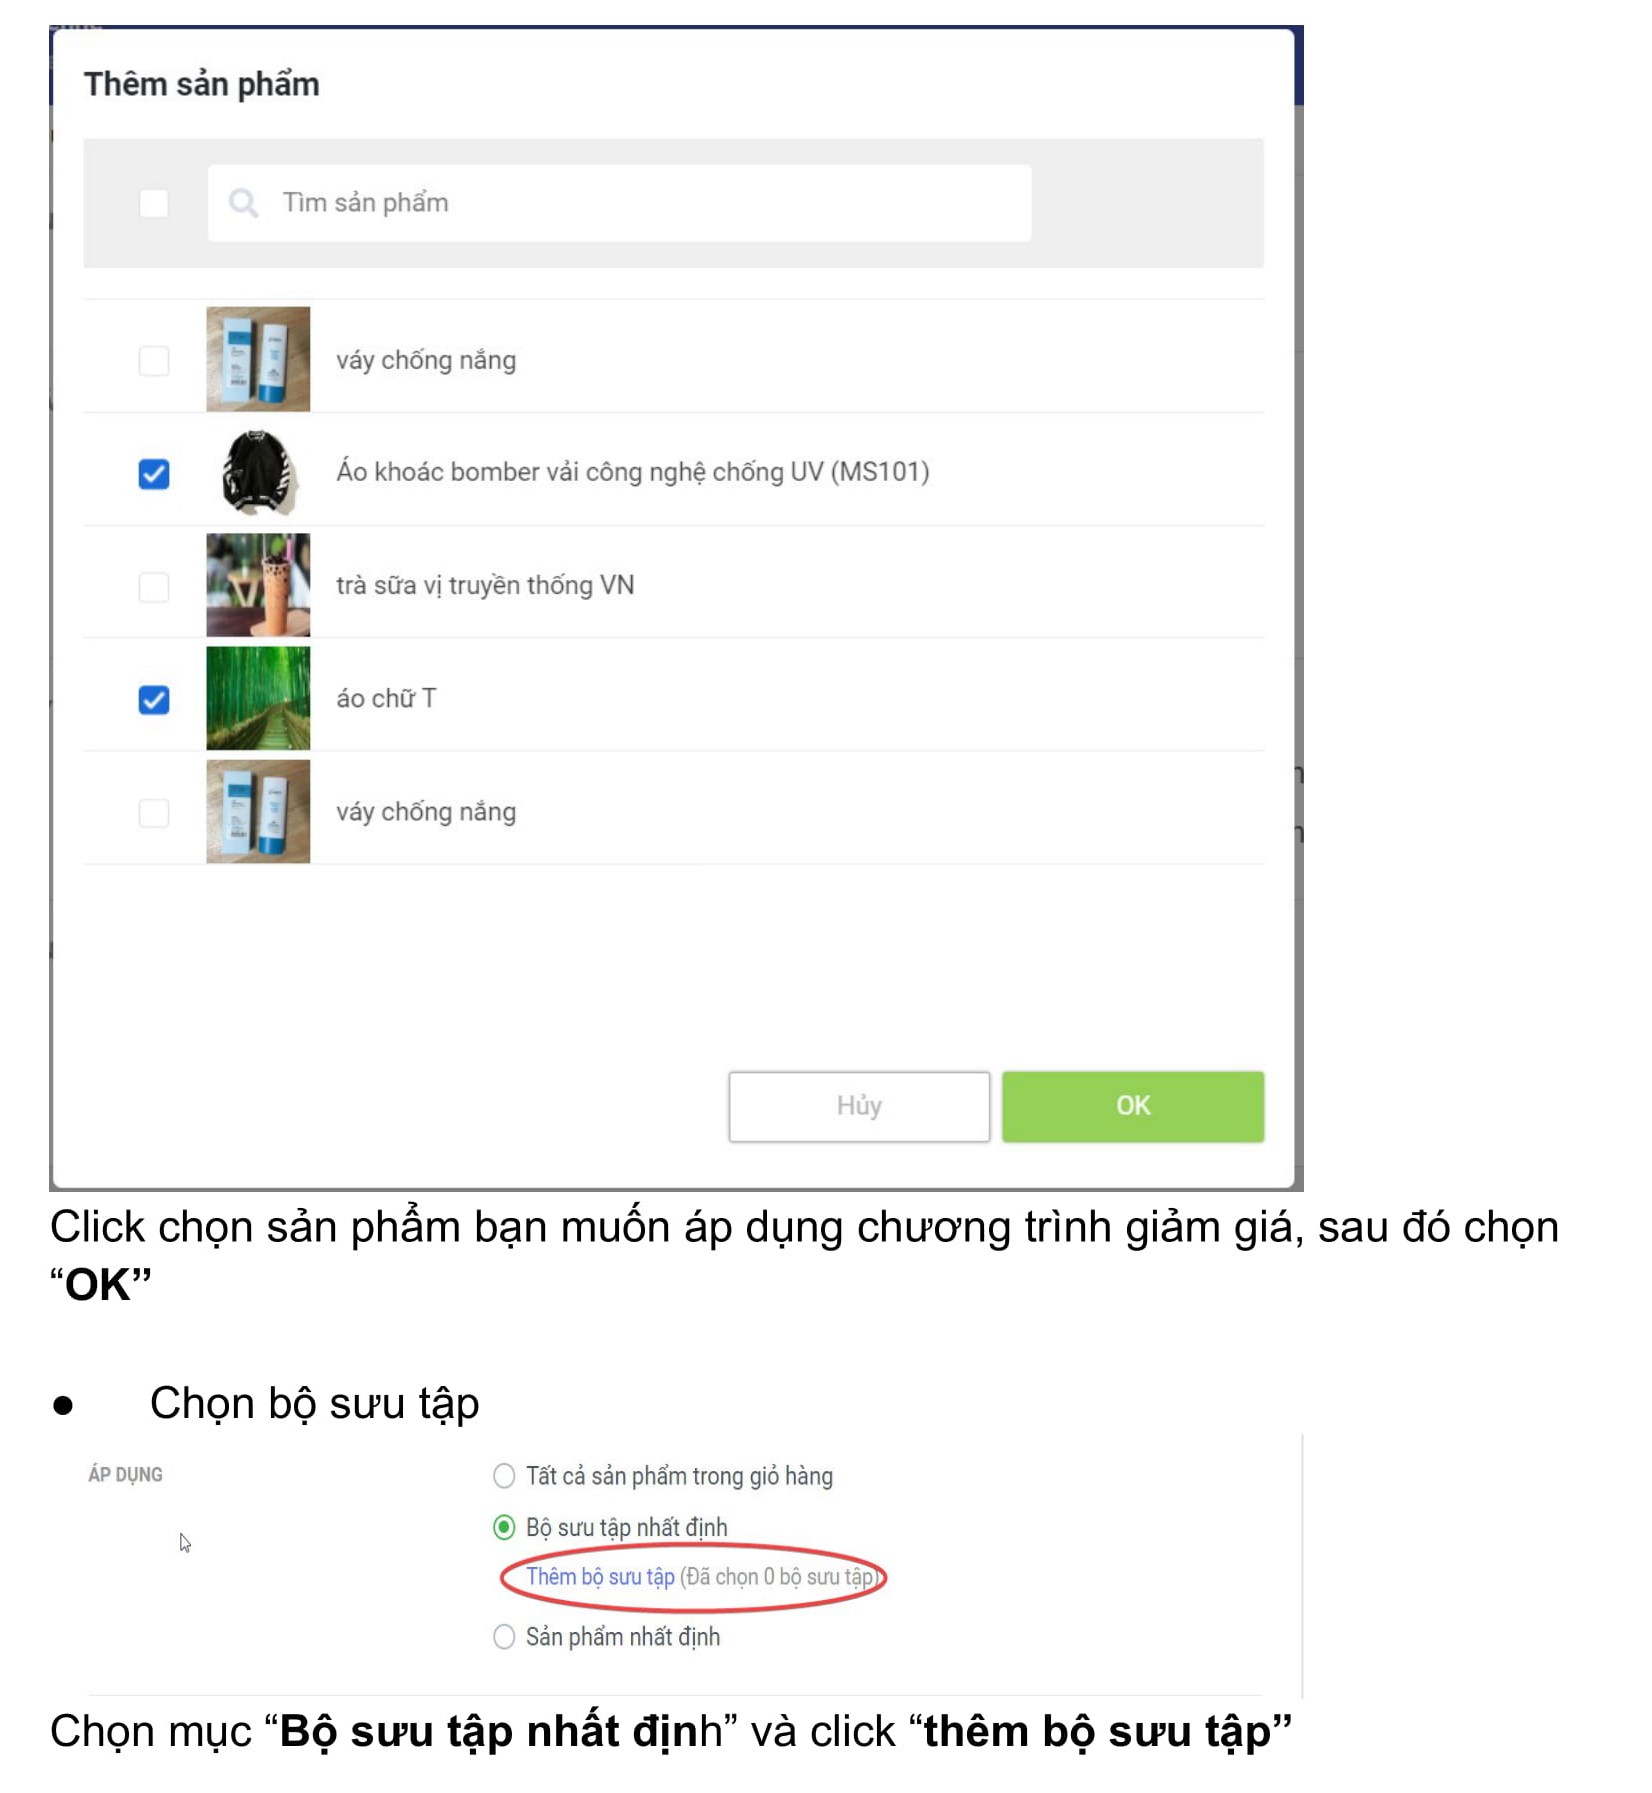 Thêm sản phẩm
Tìm sản phẩm
váy chống nắng
Áo khoác bomber vải công nghệ chống UV (MS101)
trà sữa vị truyền thống VN
áo chữ T
váy chống nắng
Hủy
OK
Click chọn sản phẩm bạn muốn áp dụng chương trình giảm giá, sau đó chọn
“OK”
● Chọn bộ sưu tập
ÁP DỤNG
Tất cả sản phẩm trong giỏ hàng
Bộ sưu tập nhất định
Thêm bộ sưu tập (Đã chọn 0 bộ sưu tập)
Sản phẩm nhất định
Chọn mục “Bộ sưu tập nhất định” và click “thêm bộ sưu tập”